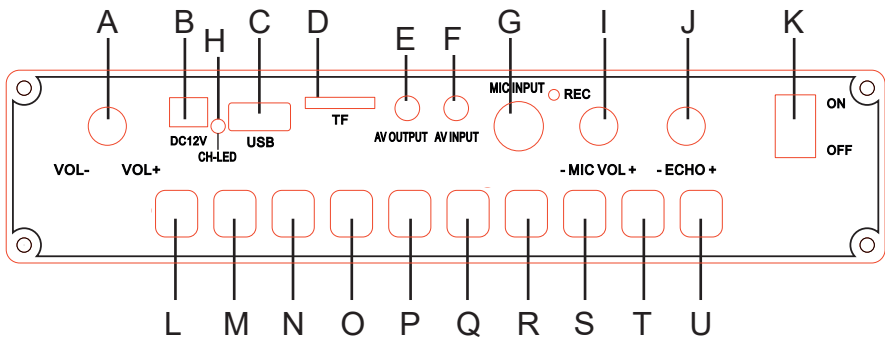 A B H C D E F G I J K
MIC INPUT REC
ON
TF
DC12V USB AV OUTPUT AV INPUT
CH-LED OFF
VOL- VOL+ - MIC VOL + - ECHO +
L M N O P Q R S T U